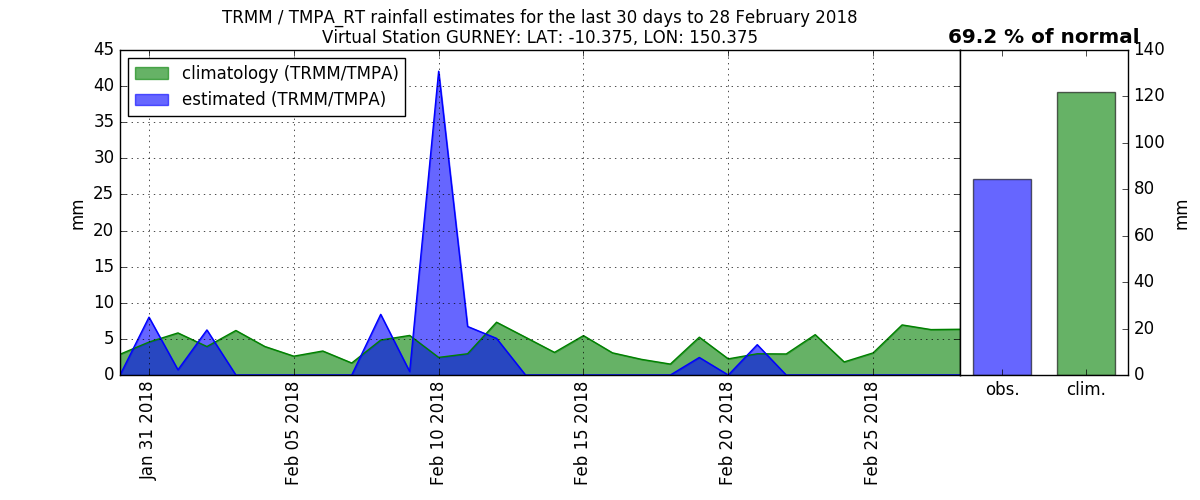 TRMM / TMPA_RT rainfall estimates for the last 30 days to 28 February 2018
Virtual Station GURNEY: LAT: -10.375, LON: 150.375
69.2 % of normal
climatology (TRMM/TMPA)
estimated (TRMM/TMPA)
mm
45
40
35
30
25
20
15
10
5
0
Jan 31 2018
Feb 05 2018
Feb 10 2018
Feb 15 2018
Feb 20 2018
Feb 25 2018
obs.
clim.
140
120
100
80
60
40
20
0
mm